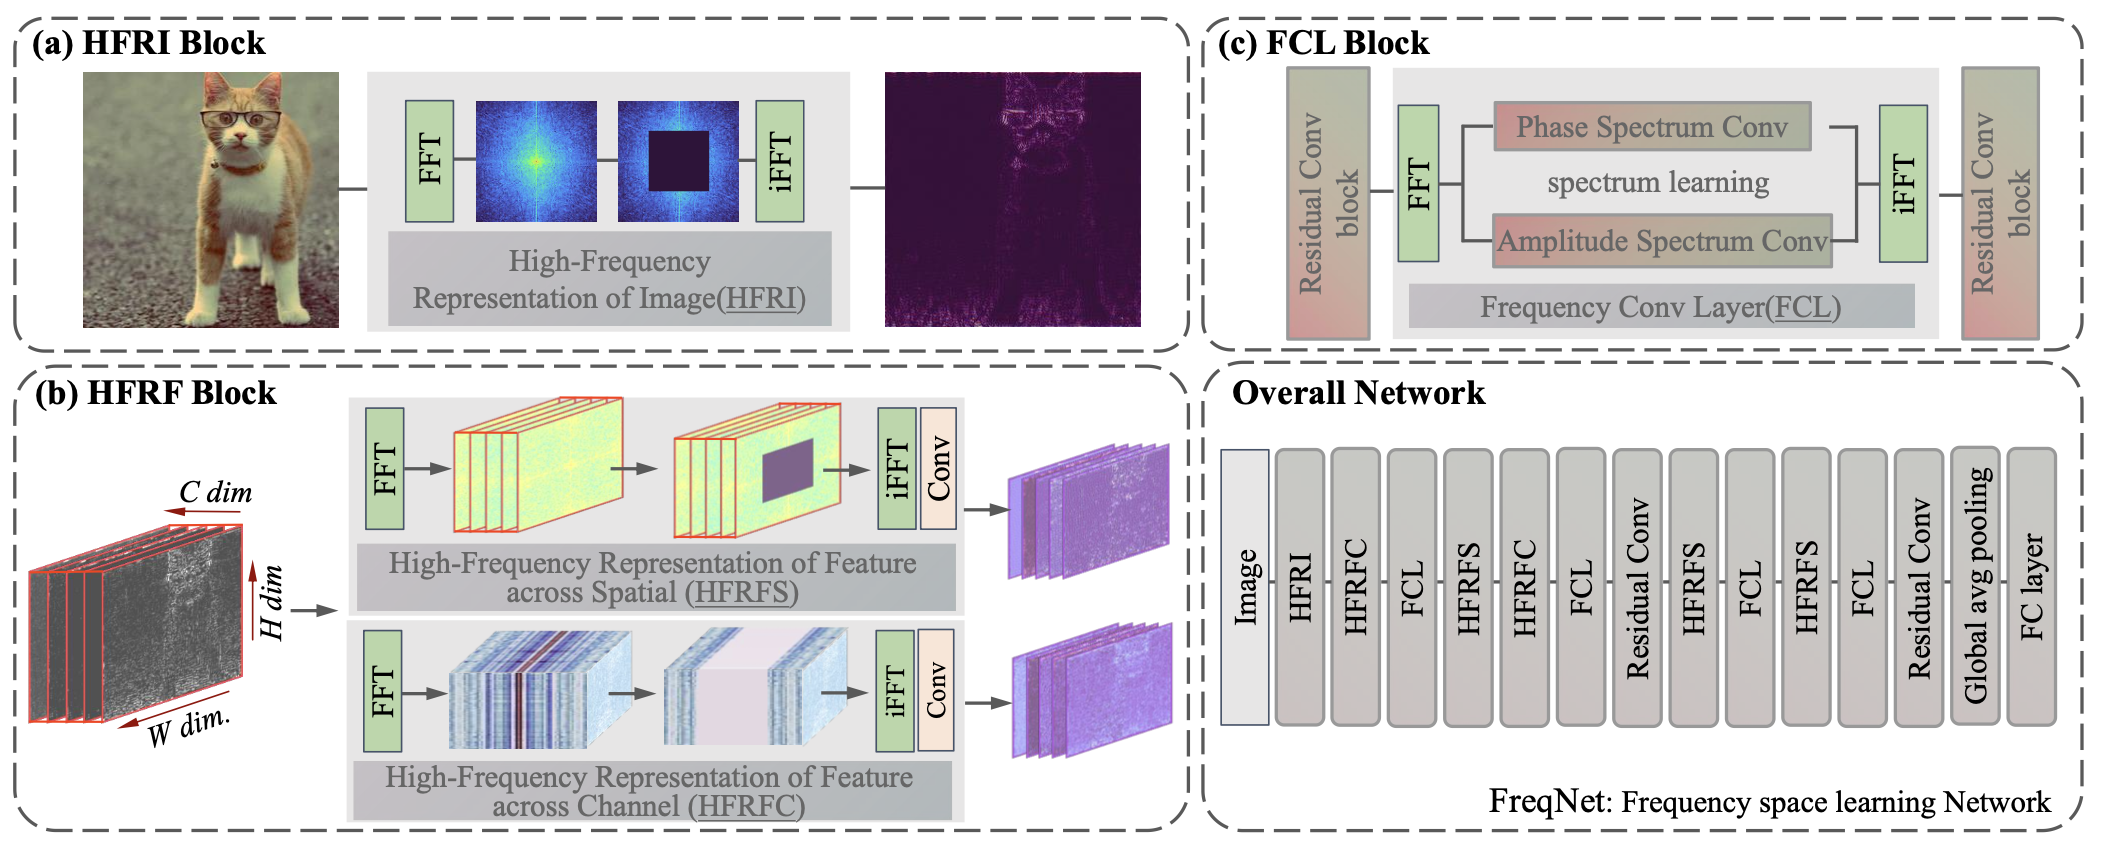 (a) HFRI Block
FFT
iFFT
High-Frequency
Representation of Image(HFRI)
(b) HFRF Block
C dim
H dim
W dim.
FFT
iFFT
Conv
High-Frequency Representation of Feature
across Spatial (HFRFS)
FFT
iFFT
Conv
High-Frequency Representation of Feature
across Channel (HFRFC)
(c) FCL Block
Residual Conv
block
FFT
Phase Spectrum Conv
spectrum learning
Amplitude Spectrum Conv
iFFT
Residual Conv
block
Frequency Conv Layer(FCL)
Overall Network
Image
HFRI
HFRFC
FCL
HFRFS
HFRFC
FCL
Residual Conv
HFRFS
FCL
HFRFS
FCL
Residual Conv
Global avg pooling
FC layer
FreqNet: Frequency space learning Network